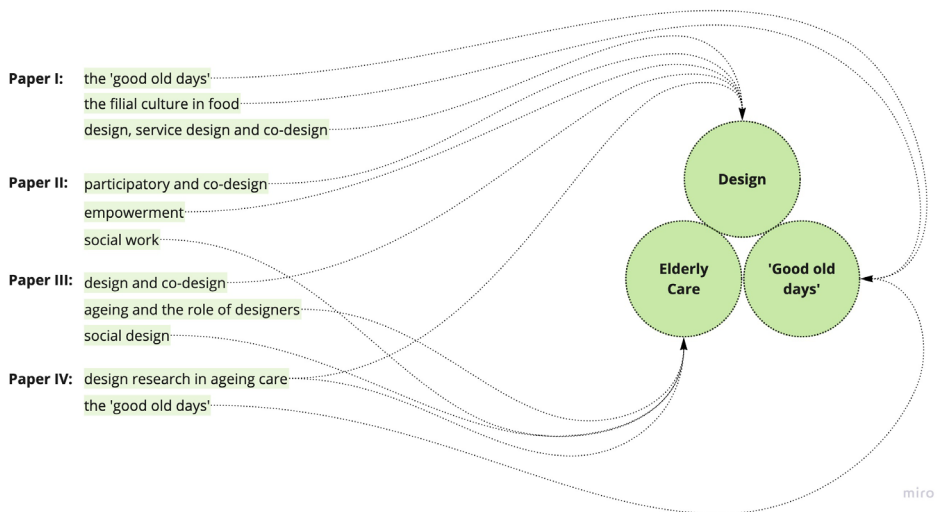 Paper I: the 'good old days'
the filial culture in food
design, service design and co-design
Paper II: participatory and co-design
empowerment
social work
Paper III: design and co-design
ageing and the role of designers
social design
Paper IV: design research in ageing care
the 'good old days'
Design
Elderly
Care
'Good old
days'
miro